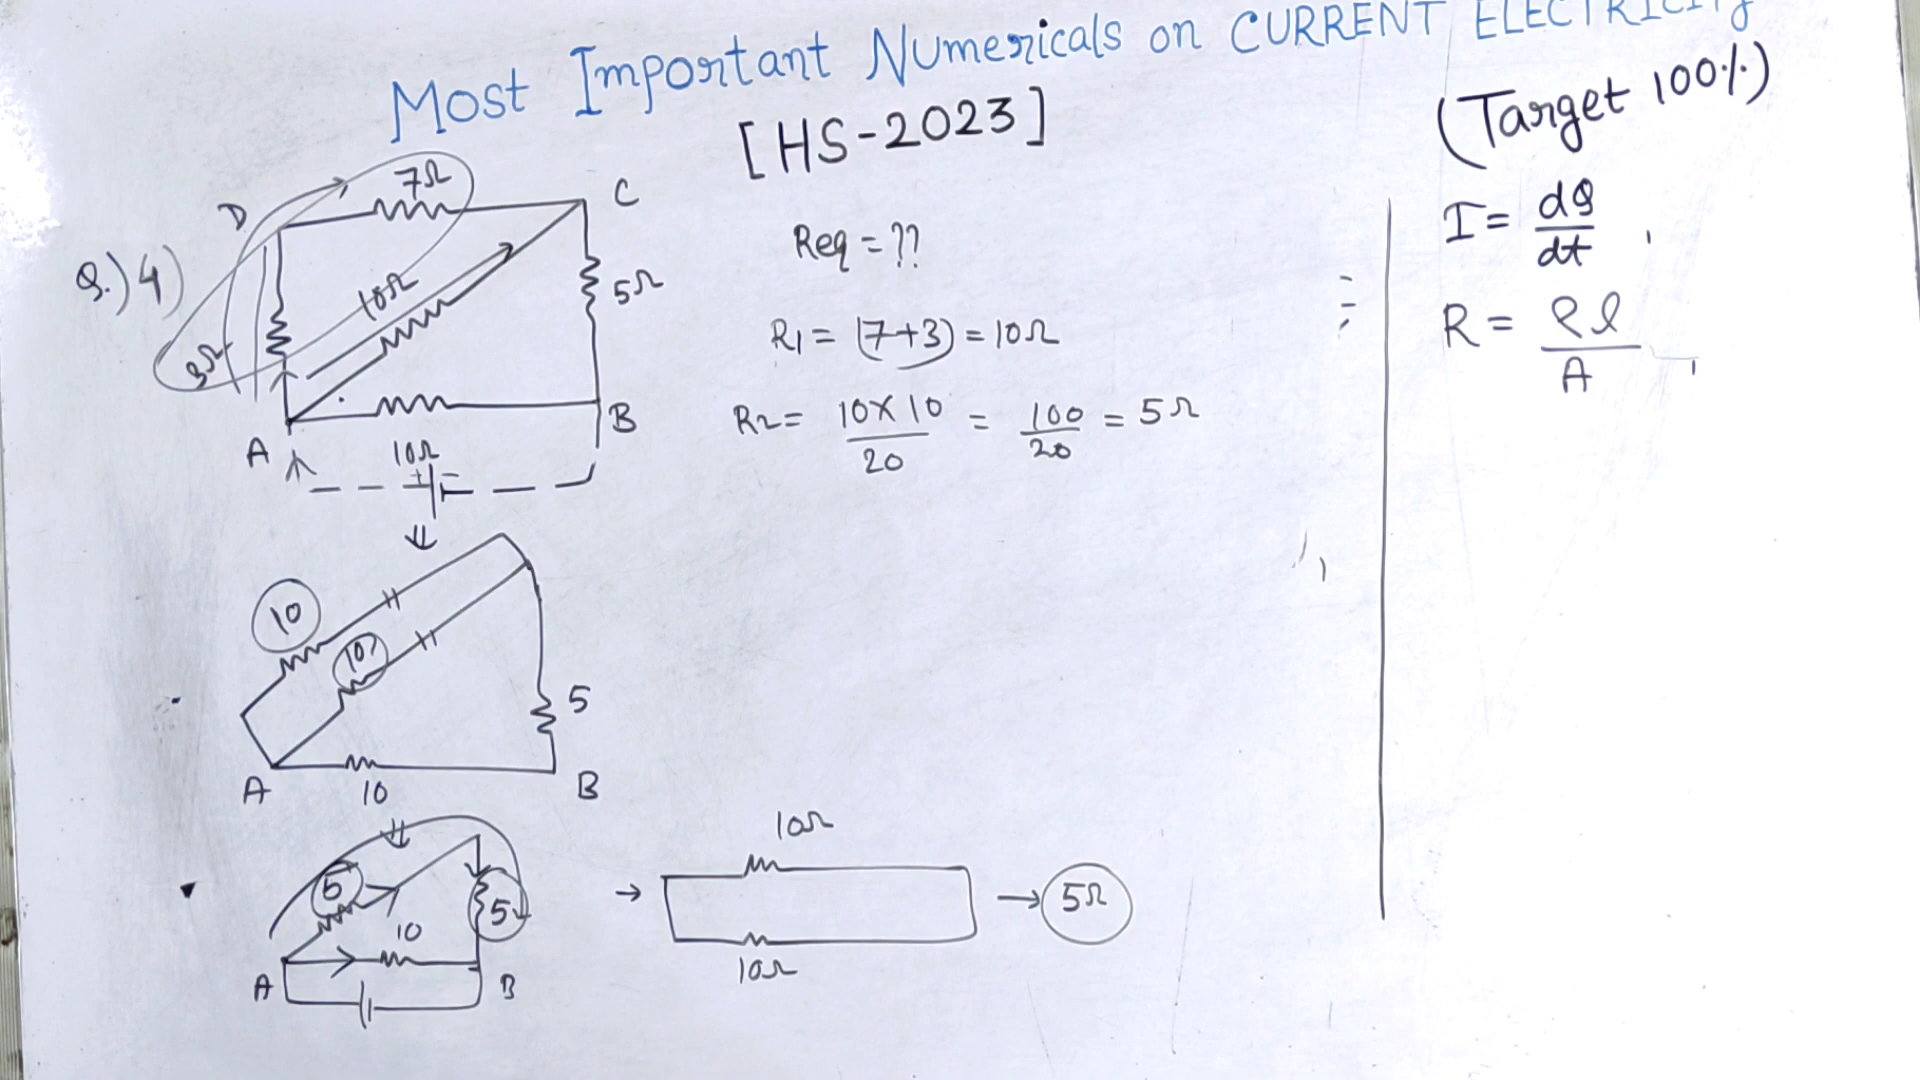 Most Important Numericals on CURRENT ELECTRICITY
[HS-2023]
(Target 100%)
Q.) 4)
D
7Ω
C
3Ω
10Ω
5Ω
A
10Ω
B
+ −
Req = ??
R1 = (7+3) = 10Ω
R2 = 10 × 10 / 20 = 100 / 20 = 5Ω
I = dQ / dt ,
R = ρl / A ,
10
10
5
A
10
B
5
5
10
A
B
→
10Ω
10Ω
→ 5Ω